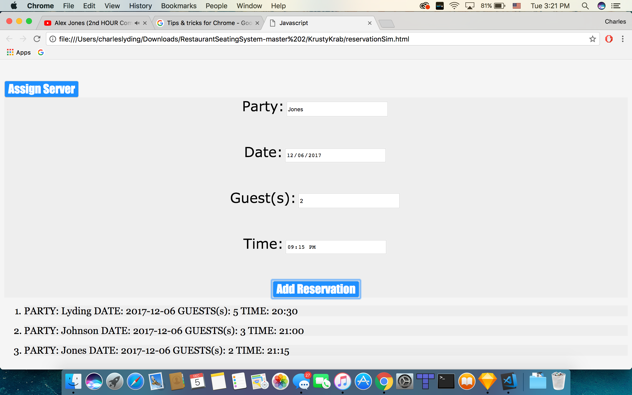 Chrome File Edit View History Bookmarks People Window Help 81% Tue 3:21 PM
Alex Jones (2nd HOUR Com Tips & tricks for Chrome - Goo Javascript Charles
file:///Users/charleslyding/Downloads/RestaurantSeatingSystem-master%202/KrustyKrab/reservationSim.html
Apps
Assign Server
Party: Jones
Date: 12/06/2017
Guest(s): 2
Time: 09:15 PM
Add Reservation
1. PARTY: Lyding DATE: 2017-12-06 GUESTS(s): 5 TIME: 20:30
2. PARTY: Johnson DATE: 2017-12-06 GUESTS(s): 3 TIME: 21:00
3. PARTY: Jones DATE: 2017-12-06 GUESTS(s): 2 TIME: 21:15
5